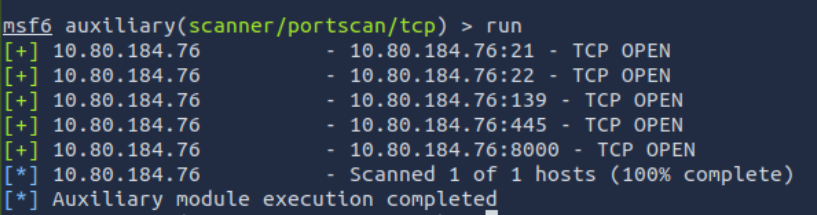 msf6 auxiliary(scanner/portscan/tcp) > run
[+] 10.80.184.76 - 10.80.184.76:21 - TCP OPEN
[+] 10.80.184.76 - 10.80.184.76:22 - TCP OPEN
[+] 10.80.184.76 - 10.80.184.76:139 - TCP OPEN
[+] 10.80.184.76 - 10.80.184.76:445 - TCP OPEN
[+] 10.80.184.76 - 10.80.184.76:8000 - TCP OPEN
[*] 10.80.184.76 - Scanned 1 of 1 hosts (100% complete)
[*] Auxiliary module execution completed